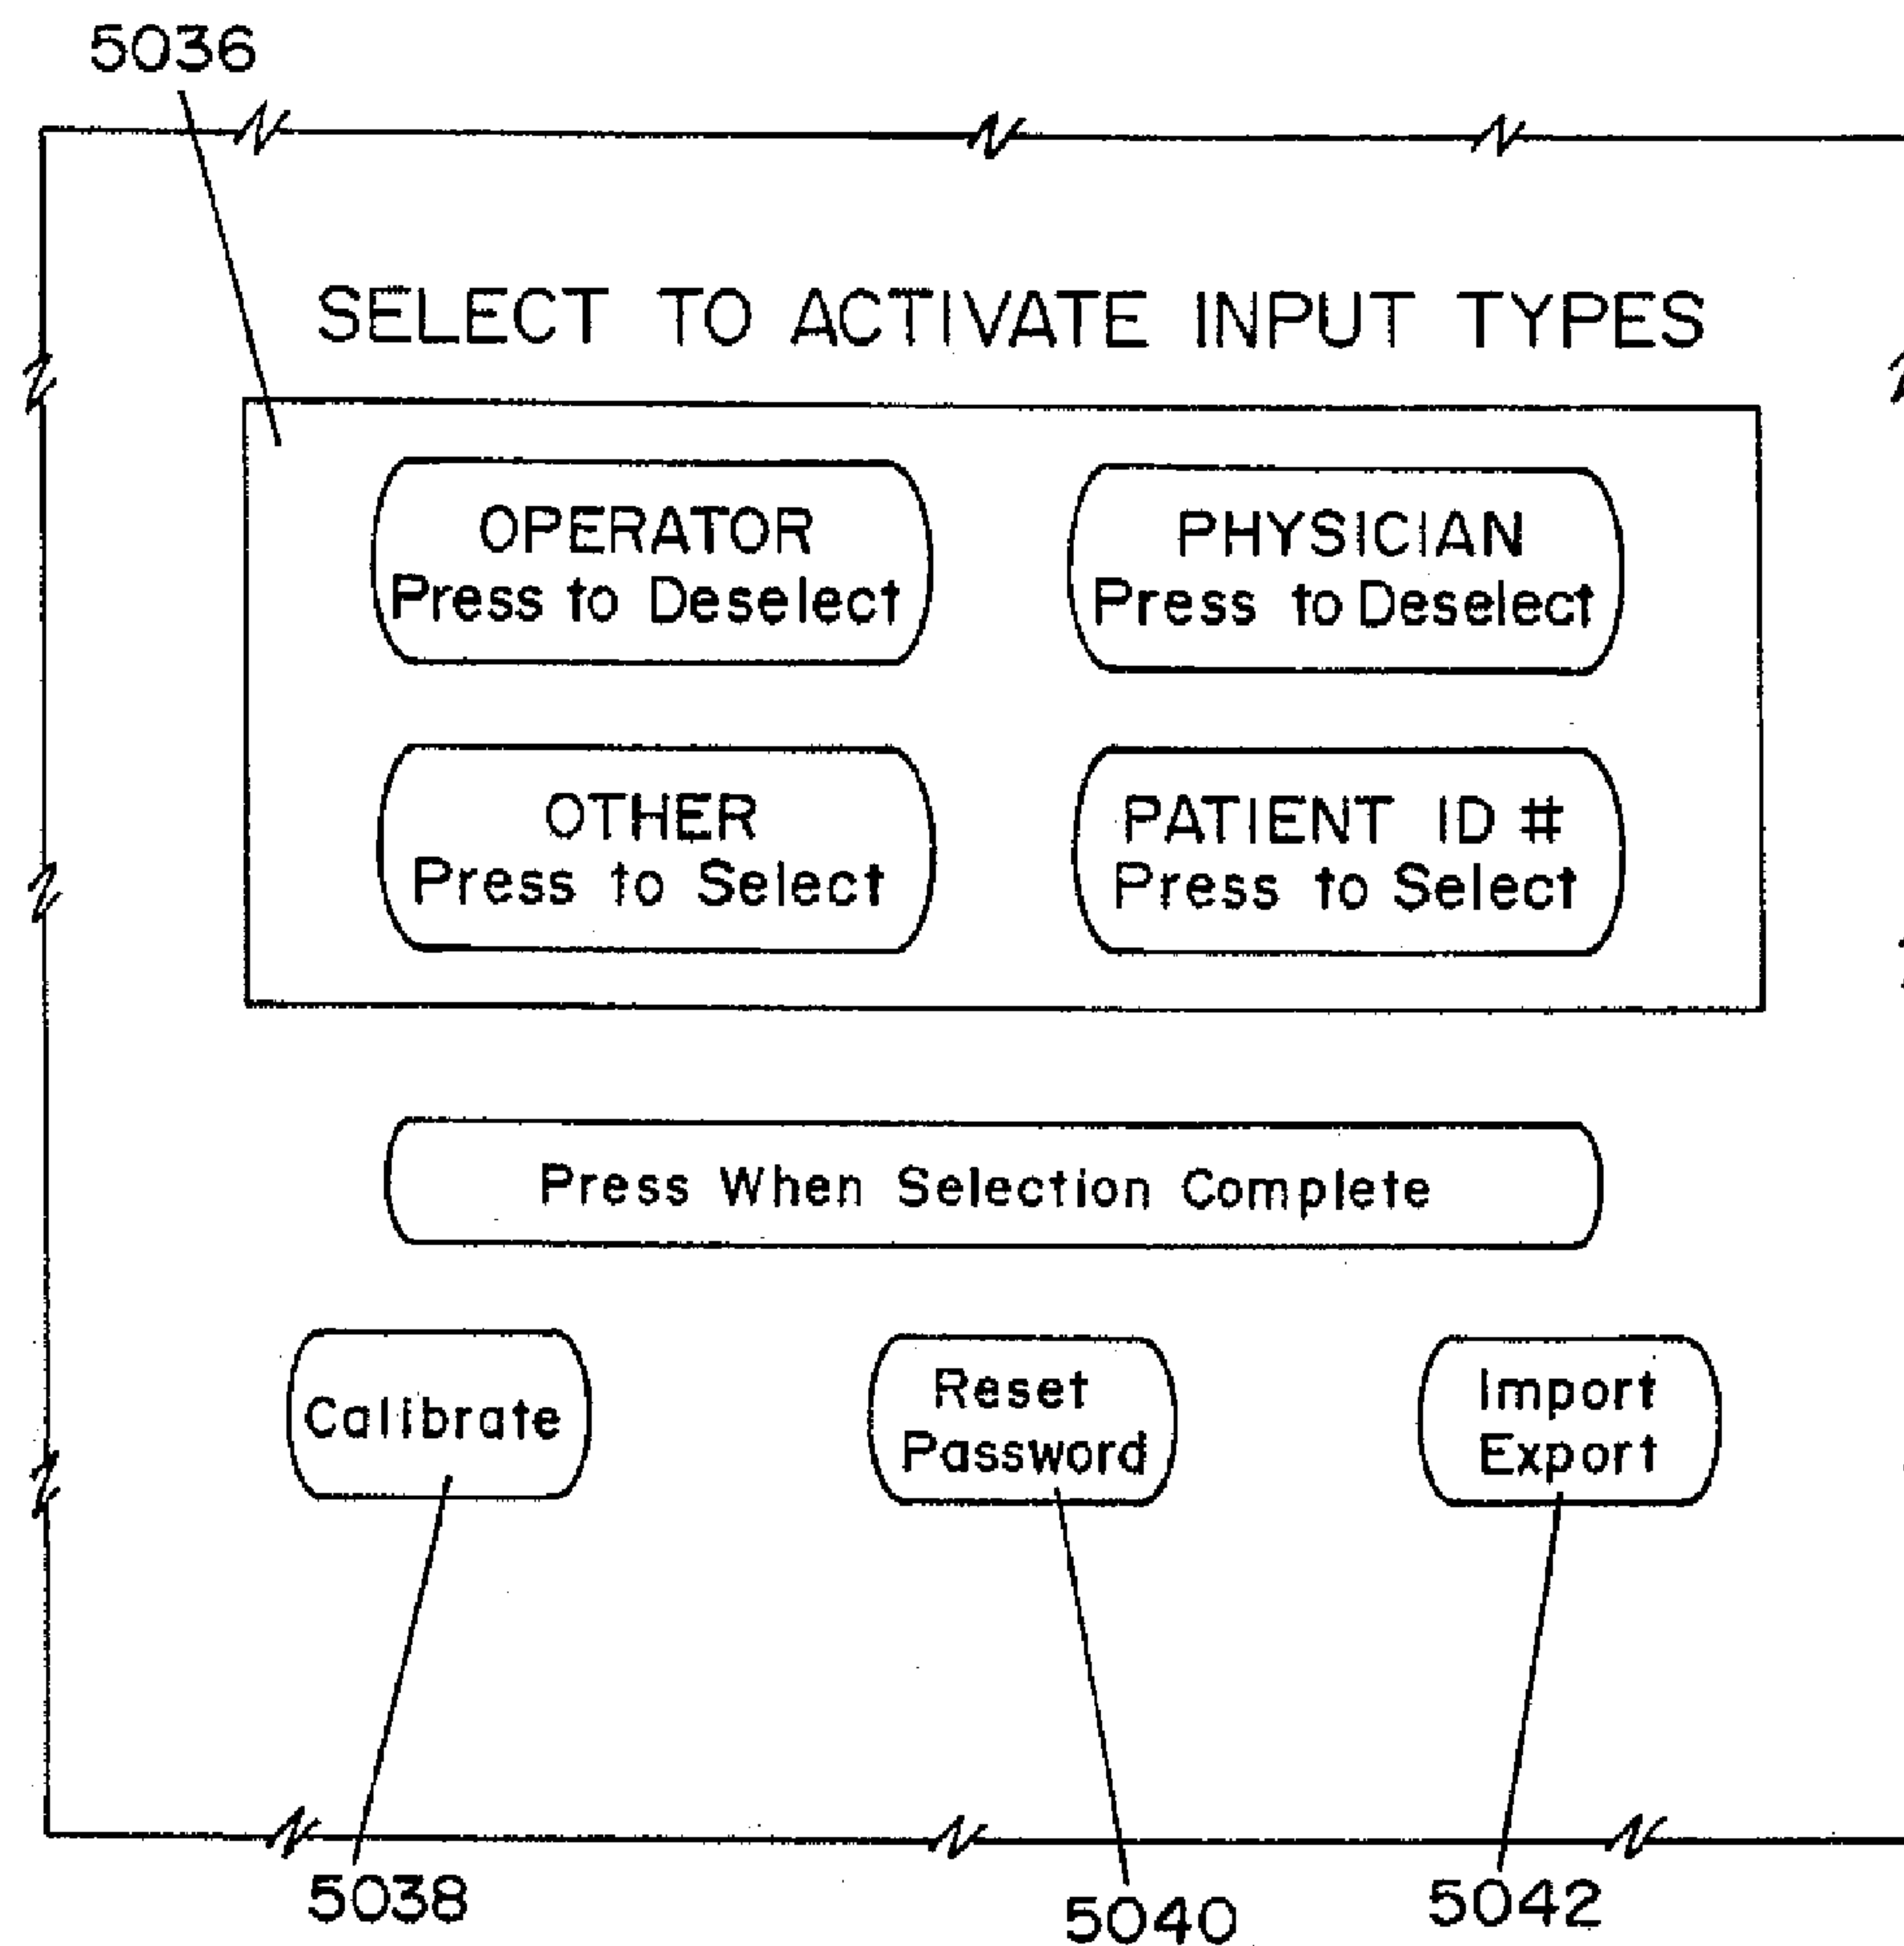 5036
SELECT TO ACTIVATE INPUT TYPES
OPERATOR
Press to Deselect
PHYSICIAN
Press to Deselect
OTHER
Press to Select
PATIENT ID #
Press to Select
Press When Selection Complete
Calibrate
Reset
Password
Import
Export
5038
5040
5042